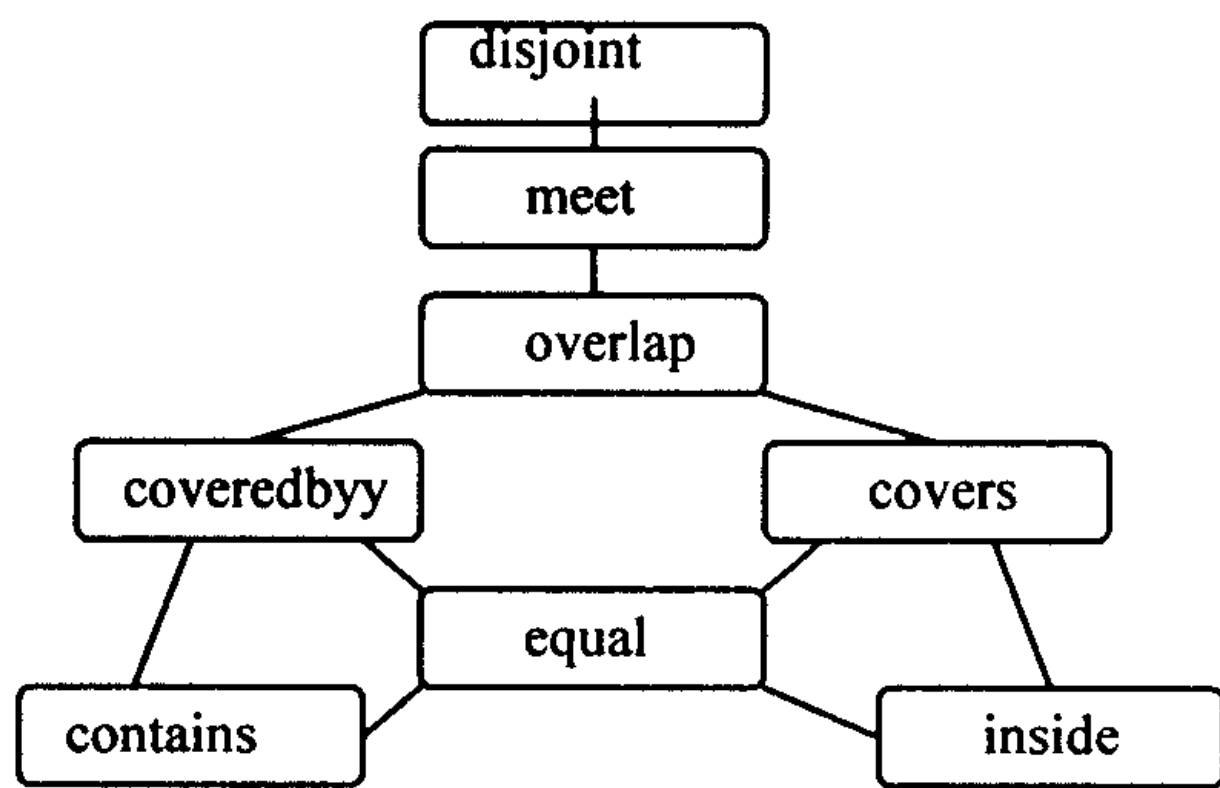 disjoint
meet
overlap
coveredbyy
covers
equal
contains
inside